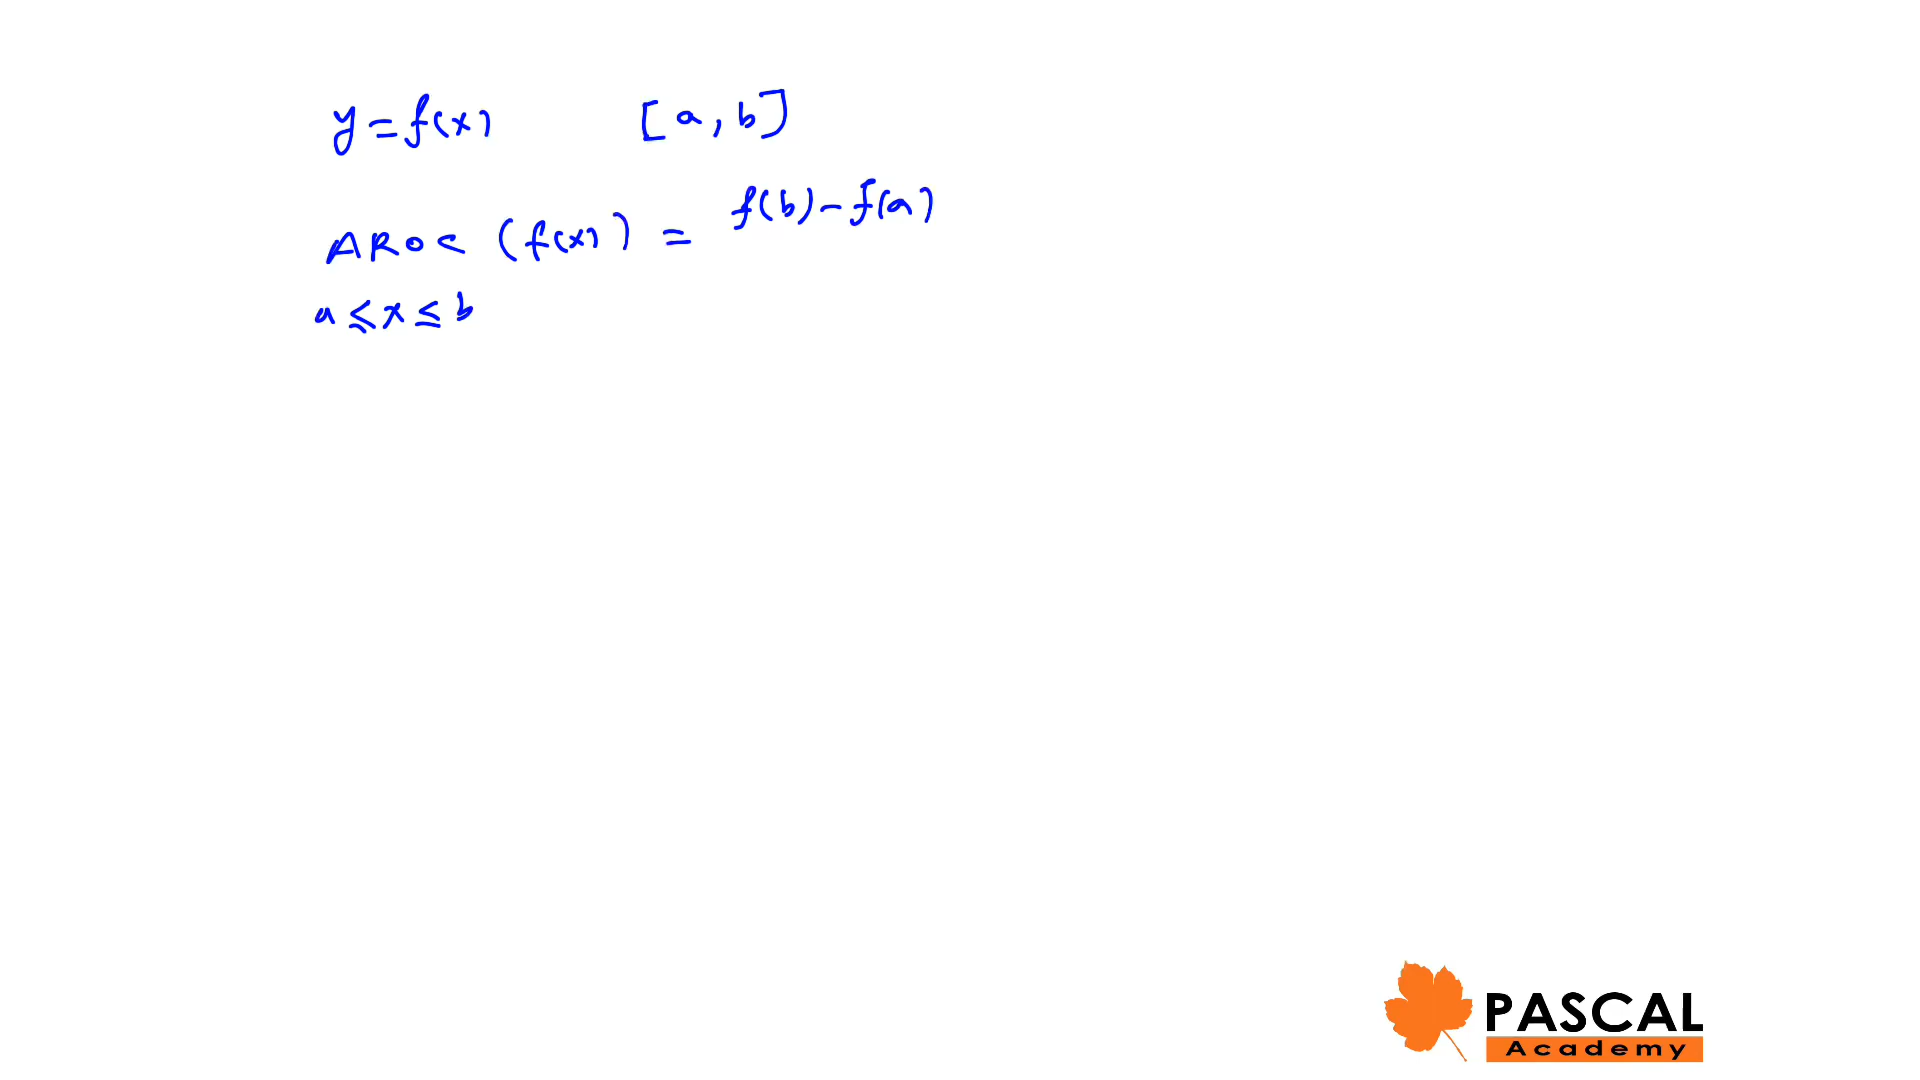 y = f(x) [a, b]
AROC (f(x)) = f(b) - f(a)
a ≤ x ≤ b
PASCAL
Academy